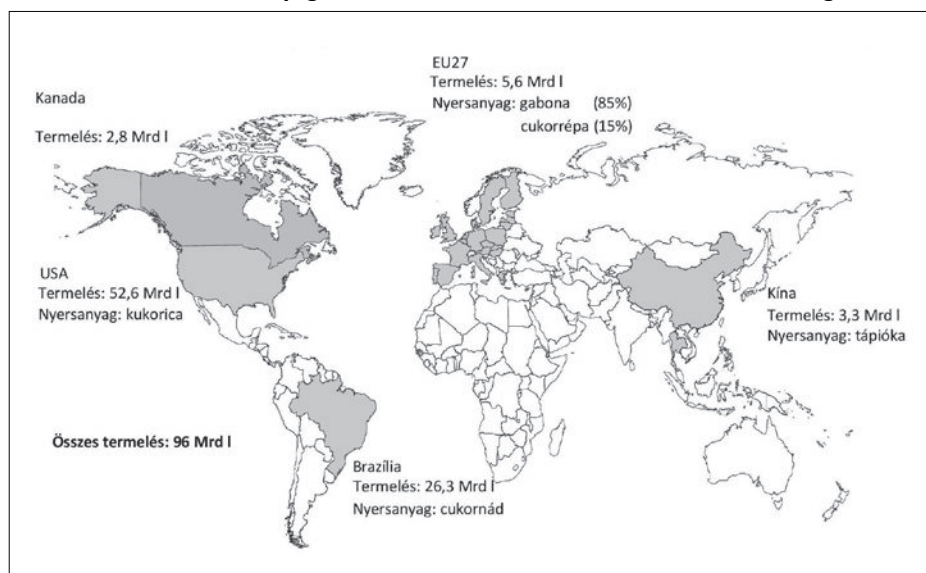 Kanada
Termelés: 2,8 Mrd l
EU27
Termelés: 5,6 Mrd l
Nyersanyag: gabona (85%)
cukorrépa (15%)
USA
Termelés: 52,6 Mrd l
Nyersanyag: kukorica
Kína
Termelés: 3,3 Mrd l
Nyersanyag: tápióka
Összes termelés: 96 Mrd l
Brazília
Termelés: 26,3 Mrd l
Nyersanyag: cukornád